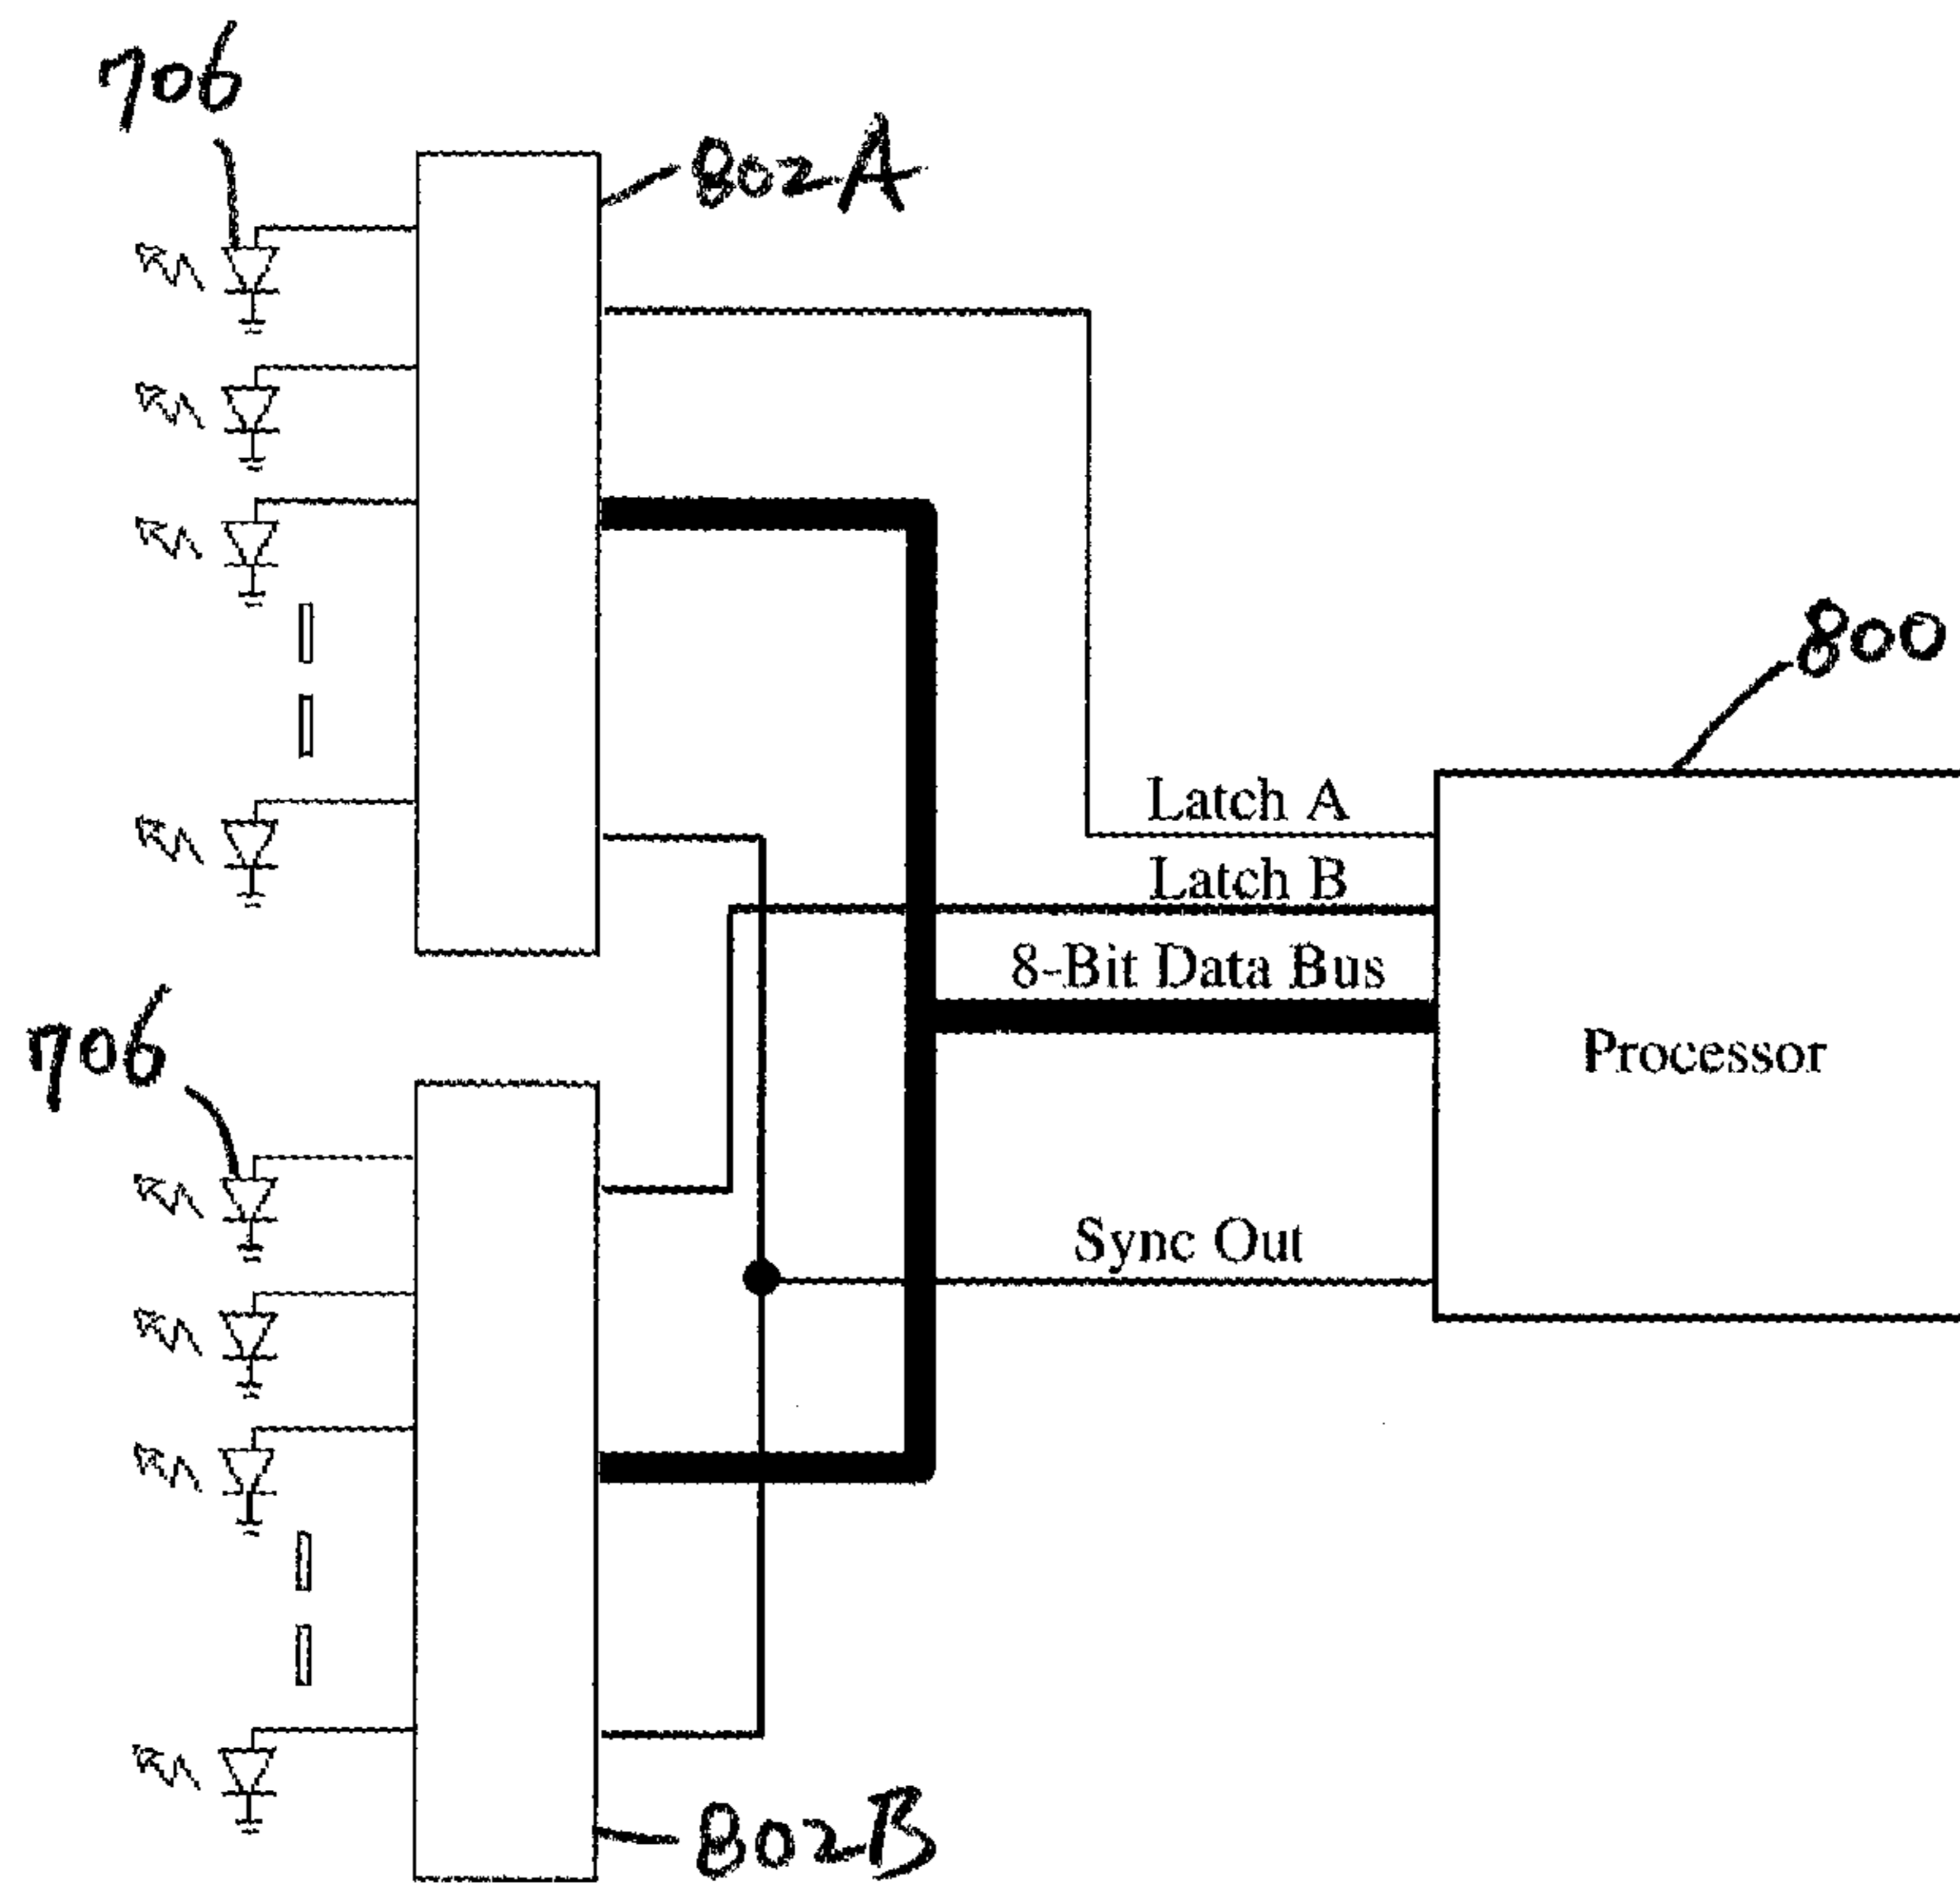 706
802A
800
Latch A
Latch B
8-Bit Data Bus
Processor
706
Sync Out
802B